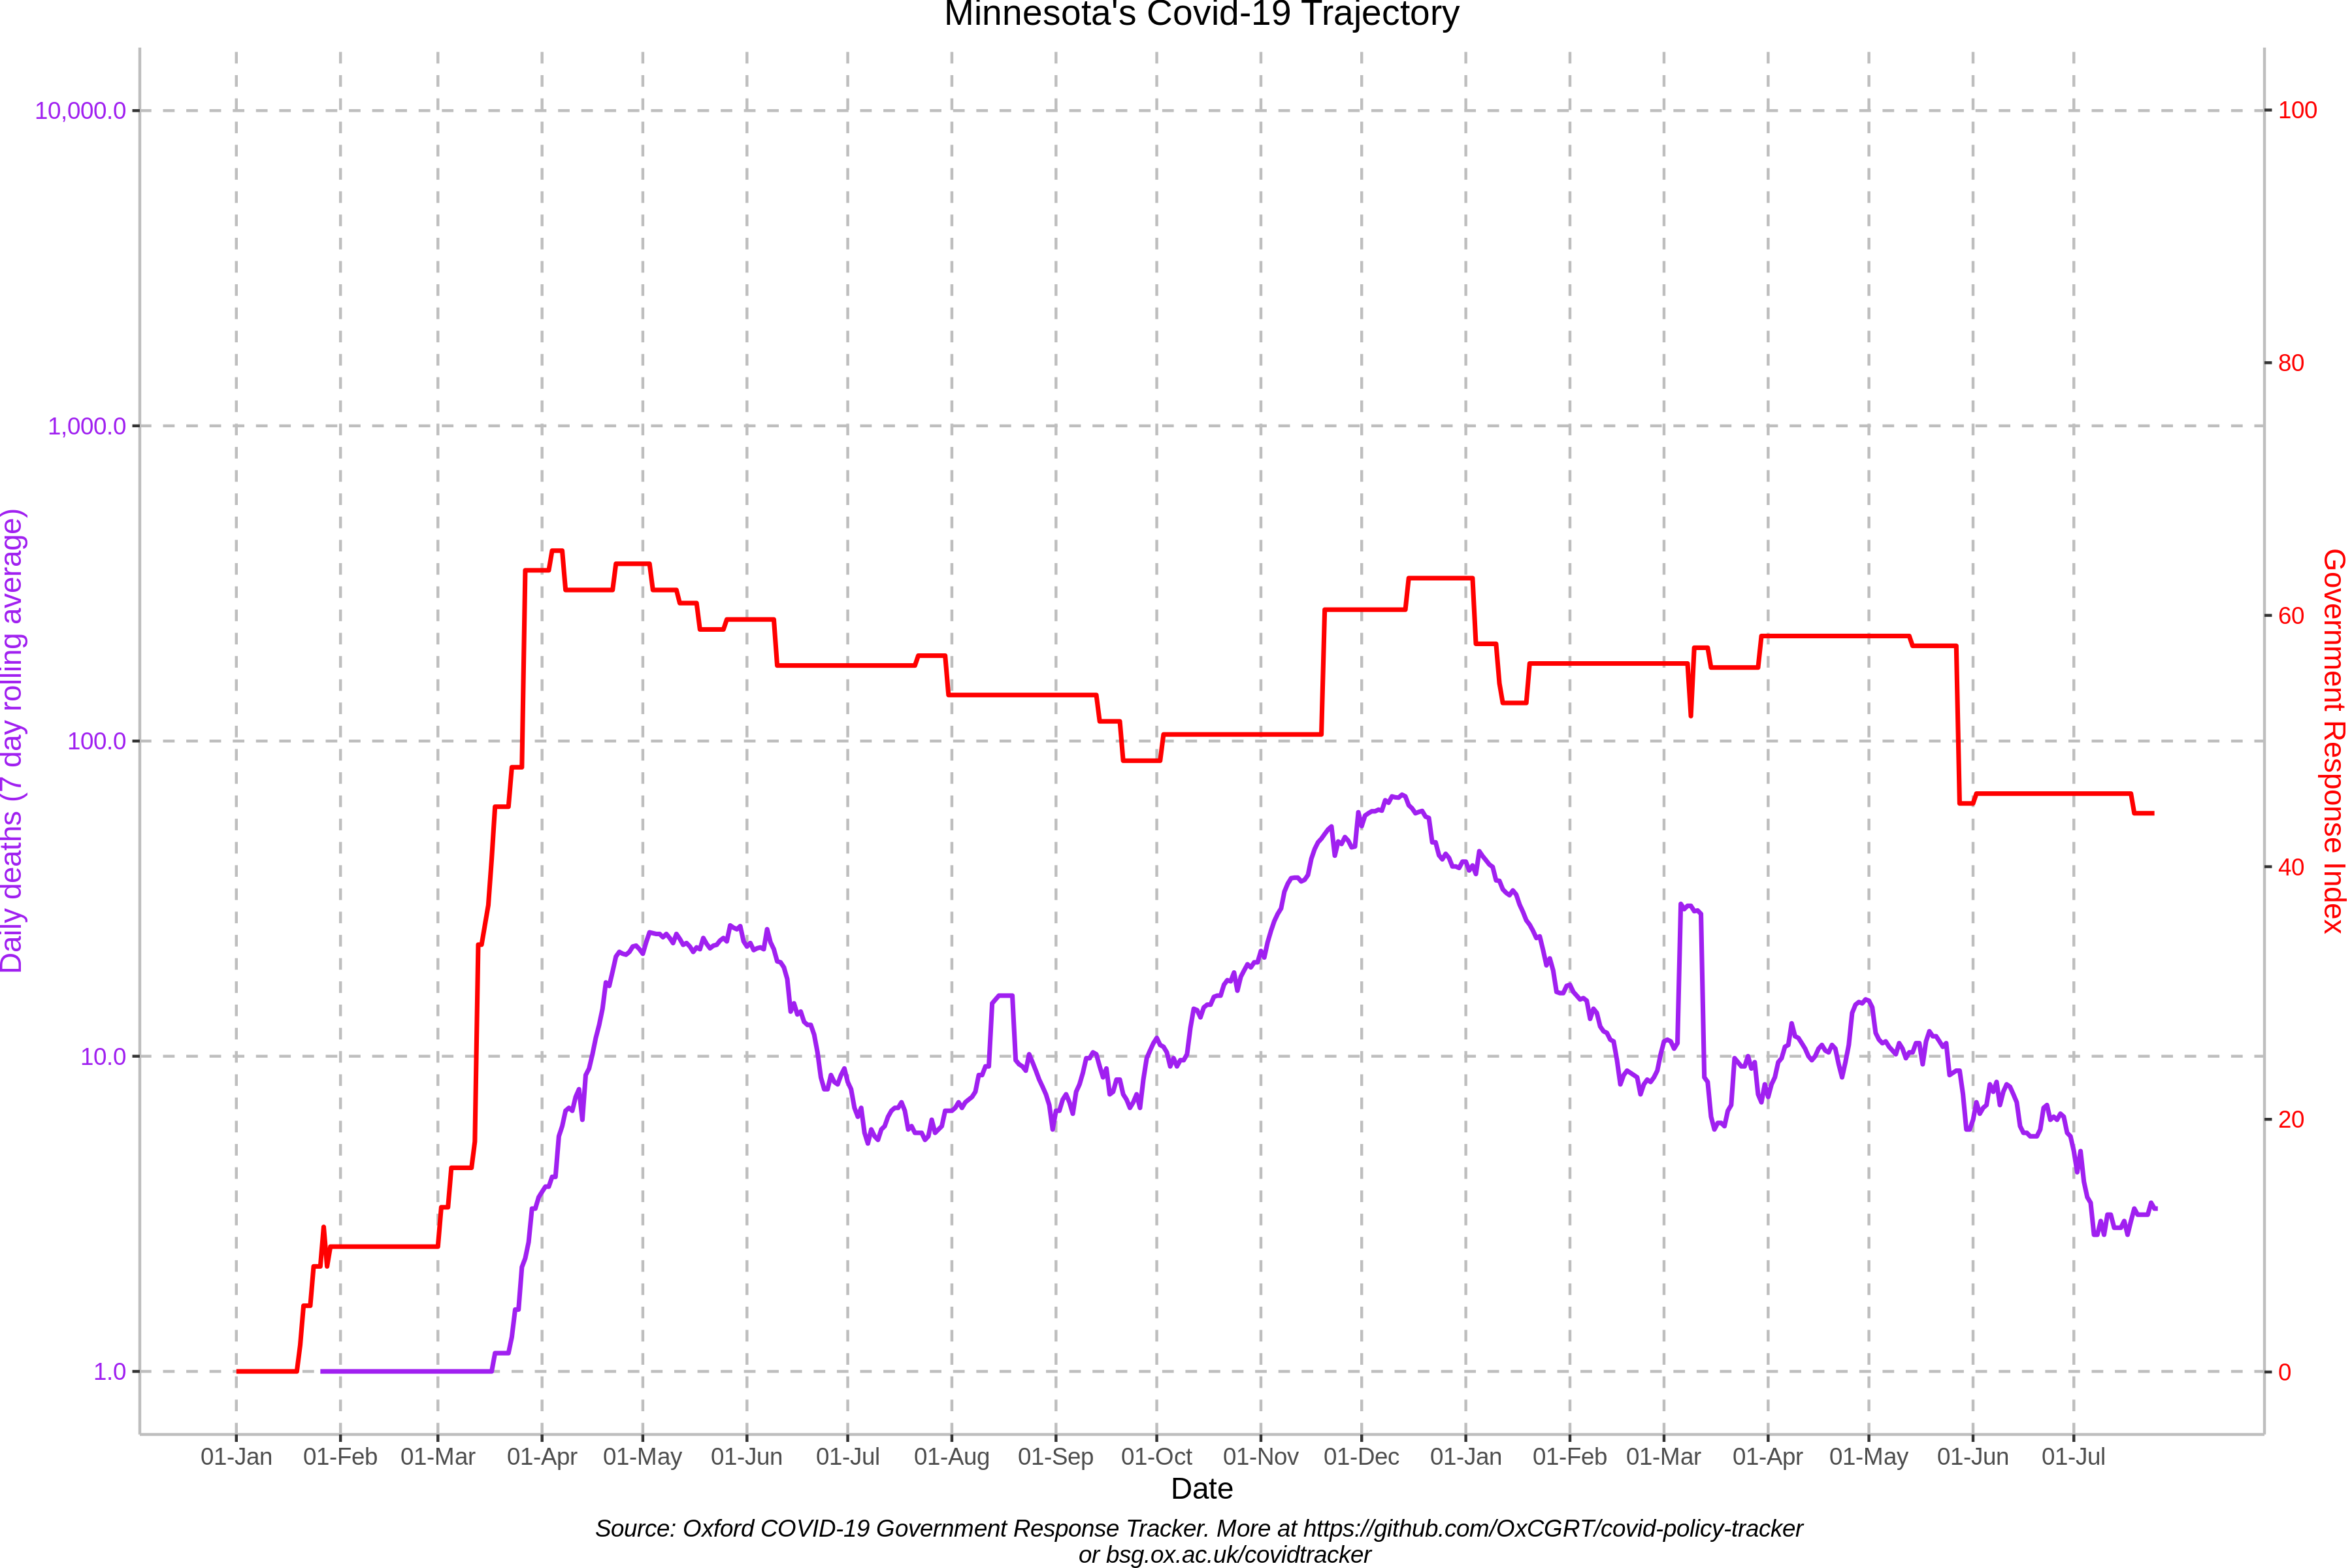 Minnesota's Covid-19 Trajectory
10,000.0
1,000.0
100.0
10.0
1.0
Daily deaths (7 day rolling average)
100
80
60
40
20
0
Government Response Index
01-Jan 01-Feb 01-Mar 01-Apr 01-May 01-Jun 01-Jul 01-Aug 01-Sep 01-Oct 01-Nov 01-Dec 01-Jan 01-Feb 01-Mar 01-Apr 01-May 01-Jun 01-Jul
Date
Source: Oxford COVID-19 Government Response Tracker. More at https://github.com/OxCGRT/covid-policy-tracker
or bsg.ox.ac.uk/covidtracker